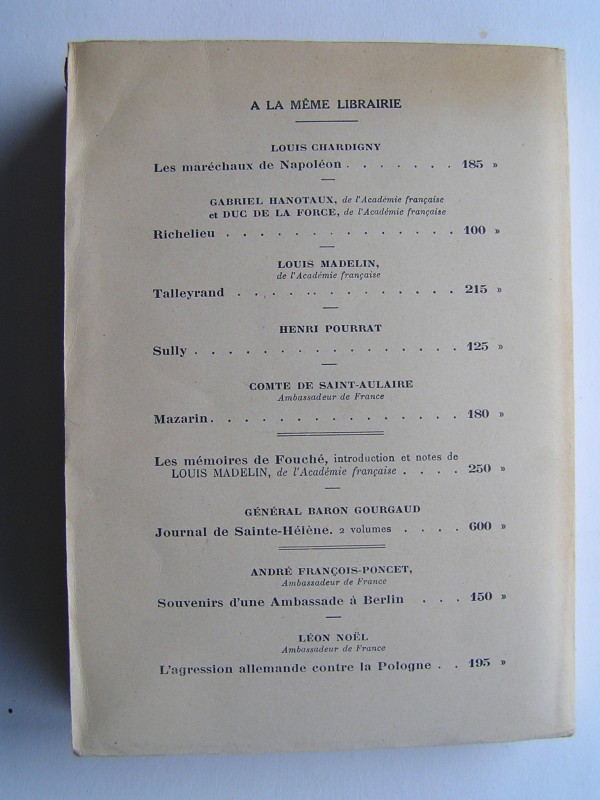 A LA MÊME LIBRAIRIE
LOUIS CHARDIGNY
Les maréchaux de Napoléon . . . . . . . 185 »
GABRIEL HANOTAUX, de l'Académie française
et DUC DE LA FORCE, de l'Académie française
Richelieu . . . . . . . . . . . . . . 100 »
LOUIS MADELIN,
de l'Académie française
Talleyrand . . . . . . . . . . . . . 215 »
HENRI POURRAT
Sully . . . . . . . . . . . . . . . . 125 »
COMTE DE SAINT-AULAIRE
Ambassadeur de France
Mazarin . . . . . . . . . . . . . . . 180 »
Les mémoires de Fouché, introduction et notes de
LOUIS MADELIN, de l'Académie française . . . . 250 »
GÉNÉRAL BARON GOURGAUD
Journal de Sainte-Hélène. 2 volumes . . . . 600 »
ANDRÉ FRANÇOIS-PONCET,
Ambassadeur de France
Souvenirs d'une Ambassade à Berlin . . . 150 »
LÉON NOËL
Ambassadeur de France
L'agression allemande contre la Pologne . . 195 »